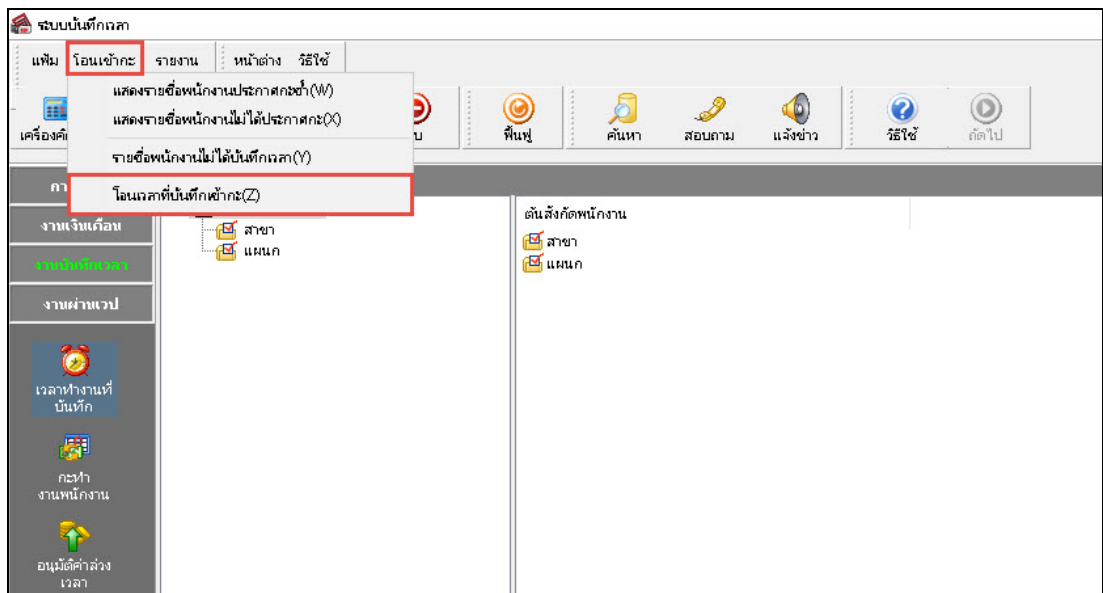 ระบบบันทึกเวลา
แฟ้ม โอนเข้ากะ รายงาน หน้าต่าง วิธีใช้
แสดงรายชื่อพนักงานประกาศกะซ้ำ(W)
แสดงรายชื่อพนักงานไม่ได้ประกาศกะ(X)
รายชื่อพนักงานไม่ได้บันทึกเวลา(Y)
โอนเวลาที่บันทึกเข้ากะ(Z)
เครื่องคิ บ ฟื้นฟู ค้นหา สอบถาม แจ้งข่าว วิธีใช้ ถัดไป
กา
งานเงินเดือน
งานบันทึกเวลา
งานผ่านเวป
เวลาทำงานที่
บันทึก
กะทำ
งานพนักงาน
อนุมัติค่าล่วง
เวลา
สาขา
แผนก
ต้นสังกัดพนักงาน
สาขา
แผนก